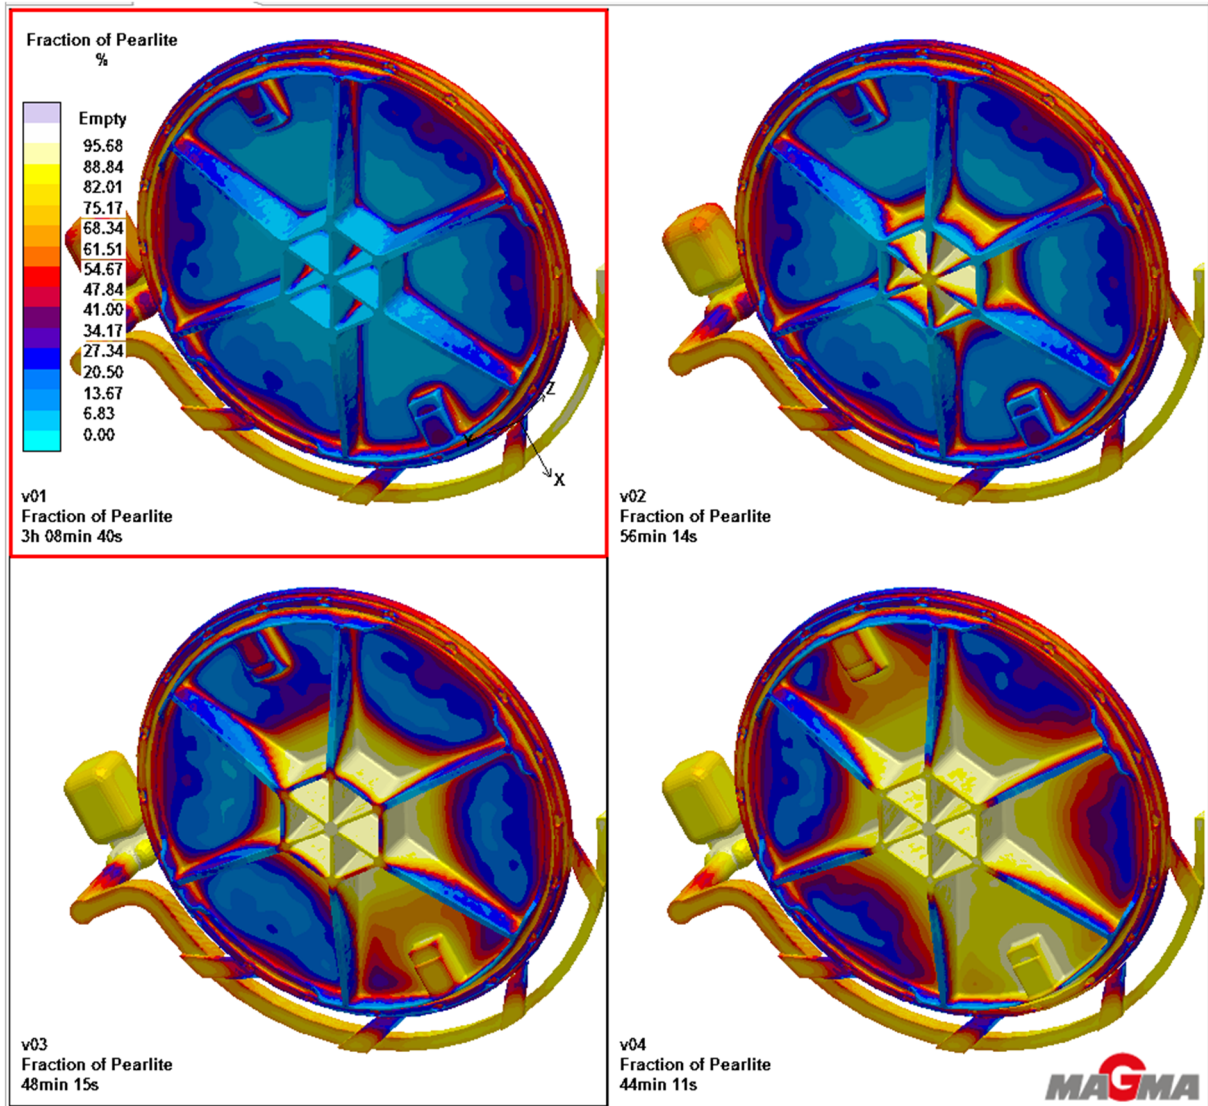 Fraction of Pearlite
%
Empty
95.68
88.84
82.01
75.17
68.34
61.51
54.67
47.84
41.00
34.17
27.34
20.50
13.67
6.83
0.00
Z
Y
X
v01
Fraction of Pearlite
3h 08min 40s
v02
Fraction of Pearlite
56min 14s
v03
Fraction of Pearlite
48min 15s
v04
Fraction of Pearlite
44min 11s
MAGMA